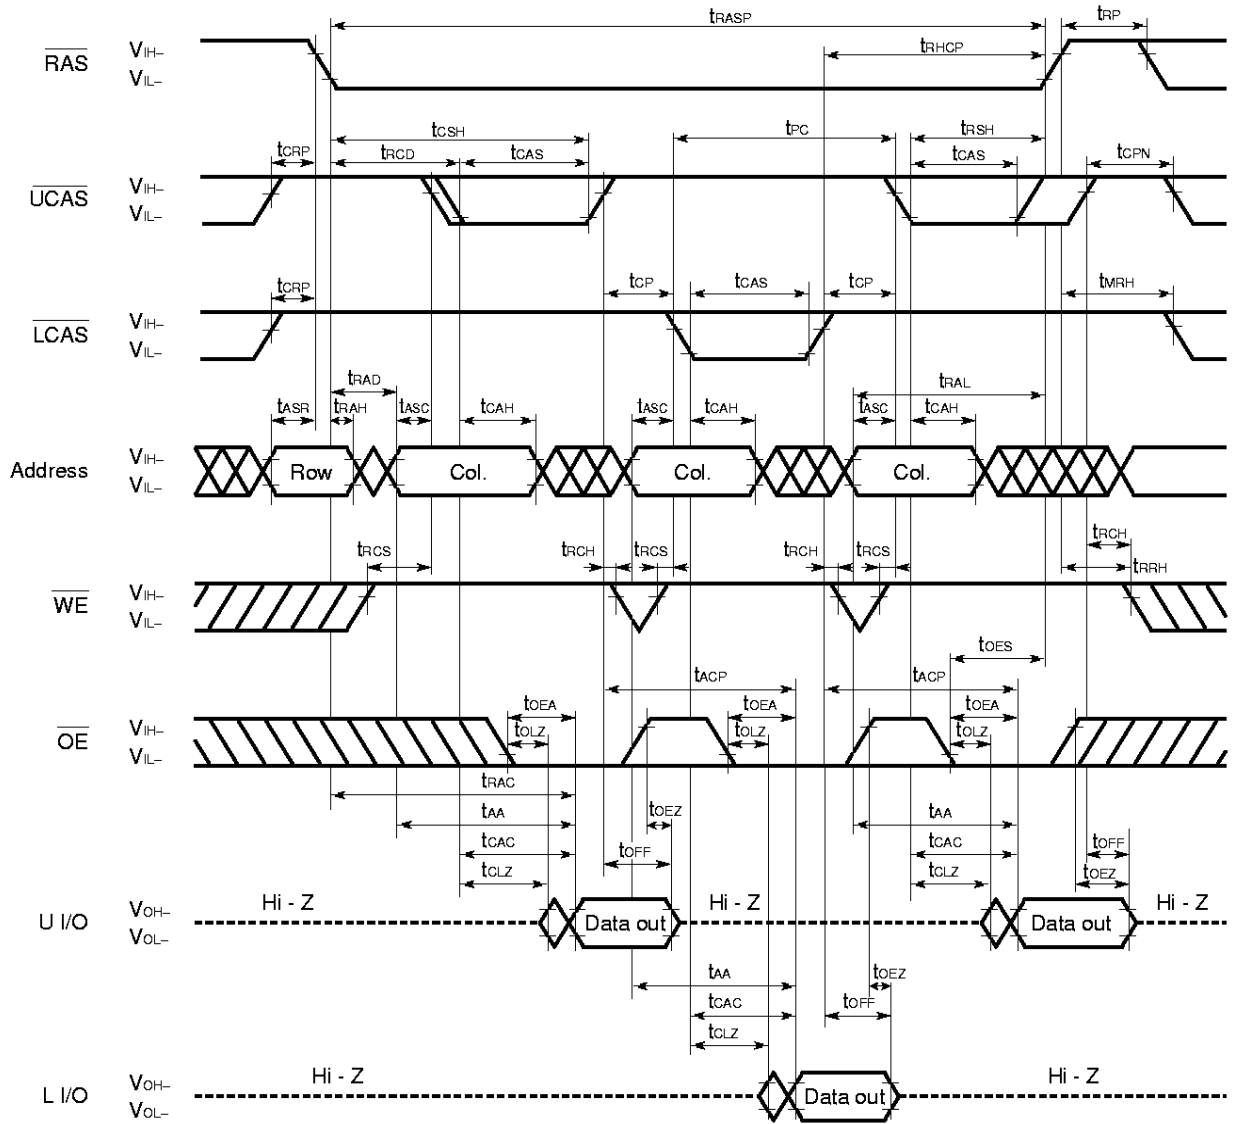 tRASP tRP
RAS VIH– tRHCP
VIL–
tCSH tPC tRSH
tCRP tRCD tCAS tCAS tCPN
UCAS VIH–
VIL–
tCRP tCP tCAS tCP tMRH
LCAS VIH–
VIL–
tRAD tRAL
tASR tRAH tASC tCAH tASC tCAH tASC tCAH
Address VIH– Row Col. Col. Col.
VIL–
tRCH
tRCS tRCH tRCS tRCH tRCS tRRH
WE VIH–
VIL–
tOES
tACP tACP
tOEA tOEA tOEA
OE VIH– tOLZ tOLZ tOLZ
VIL–
tRAC
tAA tOEZ tAA
tCAC tOFF tCAC tOFF
tCLZ tCLZ tOEZ
Hi - Z Hi - Z Hi - Z
U I/O VOH– Data out Data out
VOL–
tAA tOEZ
tCAC tOFF
tCLZ
Hi - Z Hi - Z
L I/O VOH– Data out
VOL–